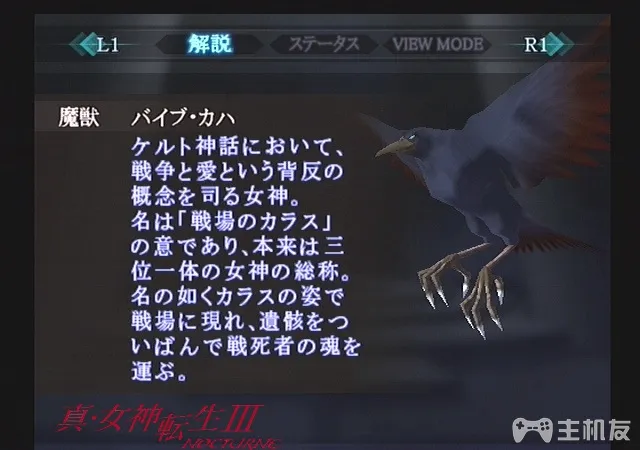 L1 解説 ステータス VIEW MODE R1
魔獣 バイブ・カハ
ケルト神話において、
戦争と愛という背反の
概念を司る女神。
名は「戦場のカラス」
の意であり、本来は三
位一体の女神の総称。
名の如くカラスの姿で
戦場に現れ、遺骸をつ
いばんで戦死者の魂を
運ぶ。
真・女神転生III
NOCTURNE
主机友